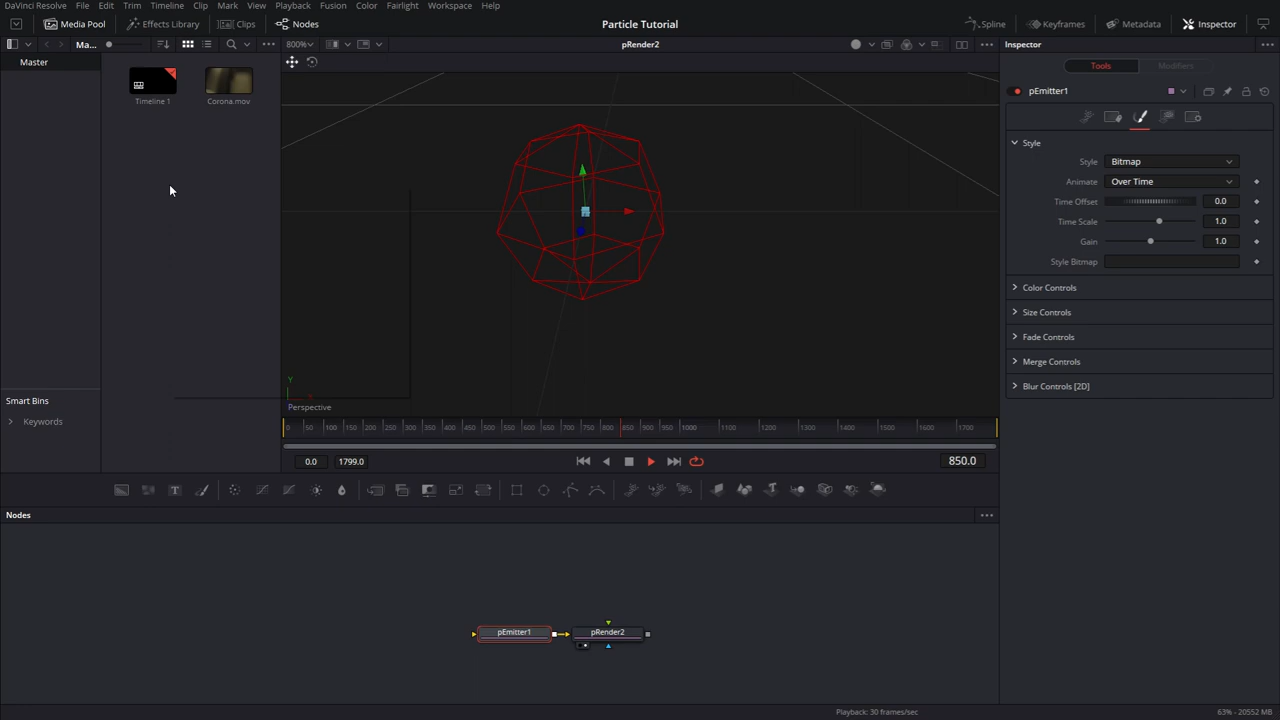 DaVinci Resolve File Edit Trim Timeline Clip Mark View Playback Fusion Color Fairlight Workspace Help
Media Pool Effects Library Clips Nodes Particle Tutorial Spline Keyframes Metadata Inspector
Ma... 800% pRender2 Inspector
Master
Tools Modifiers
Timeline 1 Corona.mov
pEmitter1
Style
Style Bitmap
Animate Over Time
Time Offset 0.0
Time Scale 1.0
Gain 1.0
Style Bitmap
Color Controls
Size Controls
Fade Controls
Merge Controls
Blur Controls [2D]
Y
Perspective
Smart Bins
Keywords
0 50 100 150 200 250 300 350 400 450 500 550 600 650 700 750 800 850 900 950 1000 1100 1200 1300 1400 1500 1600 1700
0.0 1799.0 850.0
Nodes
pEmitter1 pRender2
Playback: 30 frames/sec 63% - 20552 MB